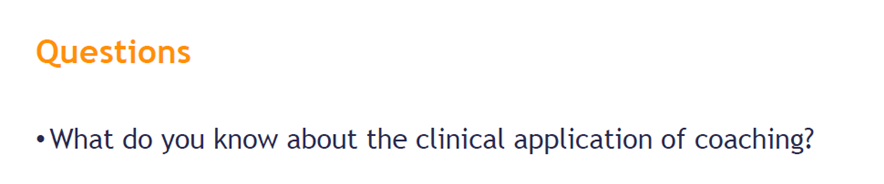 Questions
•What do you know about the clinical application of coaching?